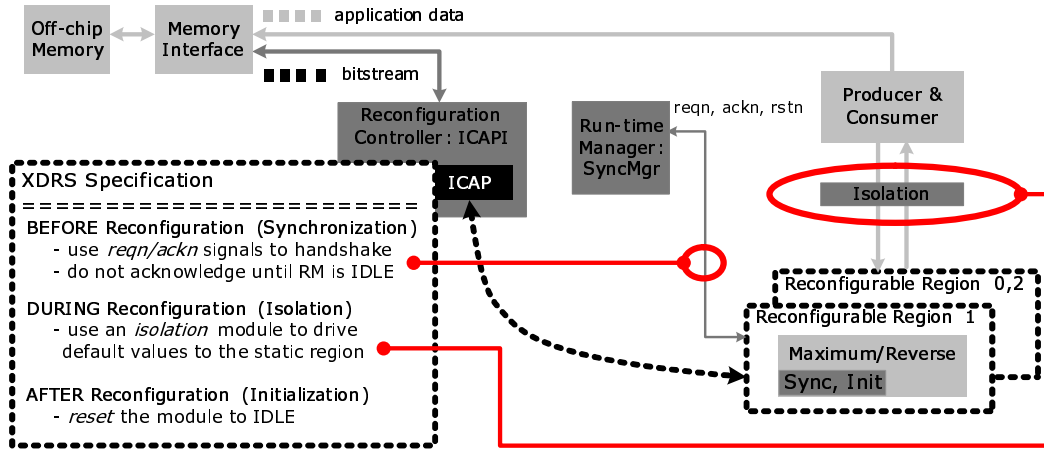 Off-chip
Memory
Memory
Interface
application data
bitstream
Reconfiguration
Controller: ICAPI
ICAP
reqn, ackn, rstn
Run-time
Manager:
SyncMgr
Producer &
Consumer
Isolation
XDRS Specification
===========================
BEFORE Reconfiguration (Synchronization)
- use reqn/ackn signals to handshake
- do not acknowledge until RM is IDLE
DURING Reconfiguration (Isolation)
- use an isolation module to drive
default values to the static region
AFTER Reconfiguration (Initialization)
- reset the module to IDLE
Reconfigurable Region 0,2
Reconfigurable Region 1
Maximum/Reverse
Sync, Init